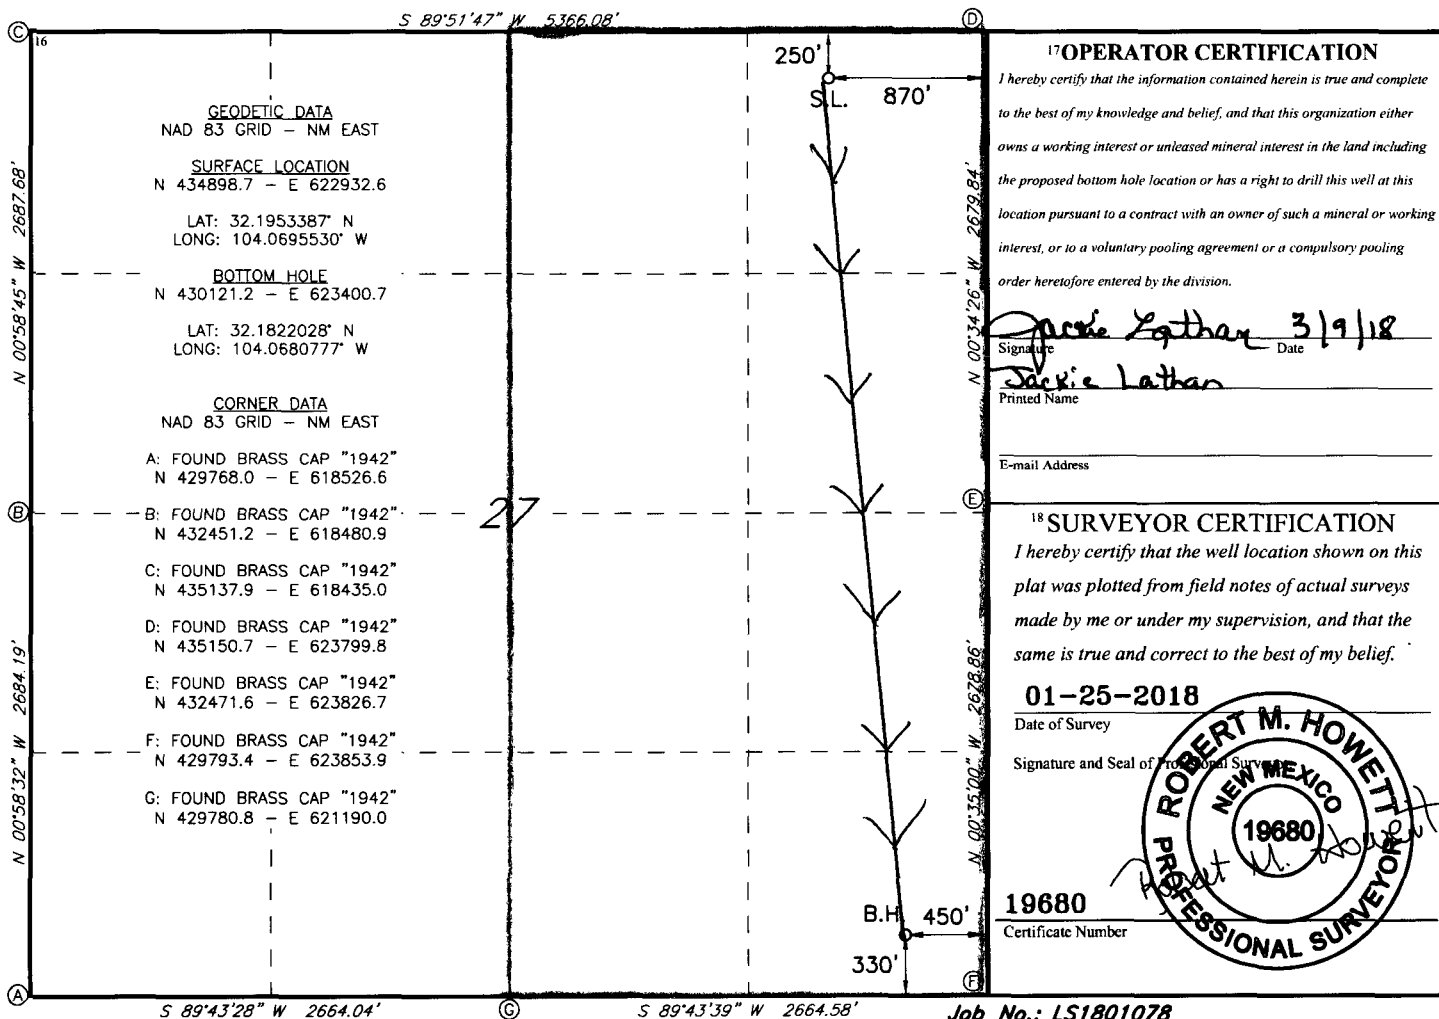 S 89°51'47" W 5366.08'
C
D
16
250'
S.L.
870'
GEODETIC DATA
NAD 83 GRID – NM EAST
SURFACE LOCATION
N 434898.7 – E 622932.6
LAT: 32.1953387° N
LONG: 104.0695530° W
BOTTOM HOLE
N 430121.2 – E 623400.7
LAT: 32.1822028° N
LONG: 104.0680777° W
CORNER DATA
NAD 83 GRID – NM EAST
A: FOUND BRASS CAP "1942"
N 429768.0 – E 618526.6
B: FOUND BRASS CAP "1942"
N 432451.2 – E 618480.9
C: FOUND BRASS CAP "1942"
N 435137.9 – E 618435.0
D: FOUND BRASS CAP "1942"
N 435150.7 – E 623799.8
E: FOUND BRASS CAP "1942"
N 432471.6 – E 623826.7
F: FOUND BRASS CAP "1942"
N 429793.4 – E 623853.9
G: FOUND BRASS CAP "1942"
N 429780.8 – E 621190.0
N 00°58'45" W 2687.68'
B
N 00°58'32" W 2684.19'
27
N 00°34'26" W 2679.84'
E
N 00°35'00" W 2678.86'
B.H.
450'
330'
A
S 89°43'28" W 2664.04'
G
S 89°43'39" W 2664.58'
F
17 OPERATOR CERTIFICATION
I hereby certify that the information contained herein is true and complete
to the best of my knowledge and belief, and that this organization either
owns a working interest or unleased mineral interest in the land including
the proposed bottom hole location or has a right to drill this well at this
location pursuant to a contract with an owner of such a mineral or working
interest, or to a voluntary pooling agreement or a compulsory pooling
order heretofore entered by the division.
Jackie Lathan 3/9/18
Signature Date
Jackie Lathan
Printed Name
E-mail Address
18 SURVEYOR CERTIFICATION
I hereby certify that the well location shown on this
plat was plotted from field notes of actual surveys
made by me or under my supervision, and that the
same is true and correct to the best of my belief.
01-25-2018
Date of Survey
Signature and Seal of Professional Surveyor
ROBERT M. HOWETT
NEW MEXICO
19680
PROFESSIONAL SURVEYOR
Robert M. Howett
19680
Certificate Number
Job No.: LS1801078